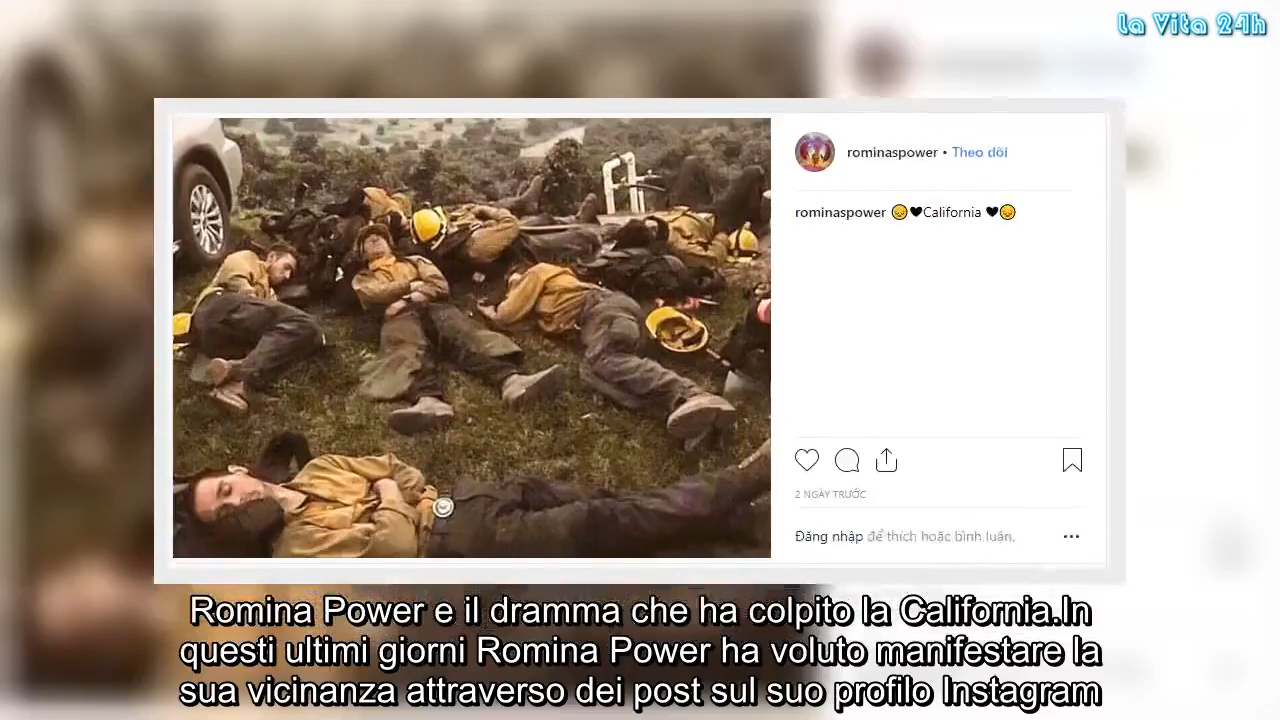 La Vita 24h
rominaspower • Theo dõi
rominaspower 😞🖤California 🖤😞
2 NGÀY TRƯỚC
Đăng nhập để thích hoặc bình luận.
Romina Power e il dramma che ha colpito la California.In
questi ultimi giorni Romina Power ha voluto manifestare la
sua vicinanza attraverso dei post sul suo profilo Instagram